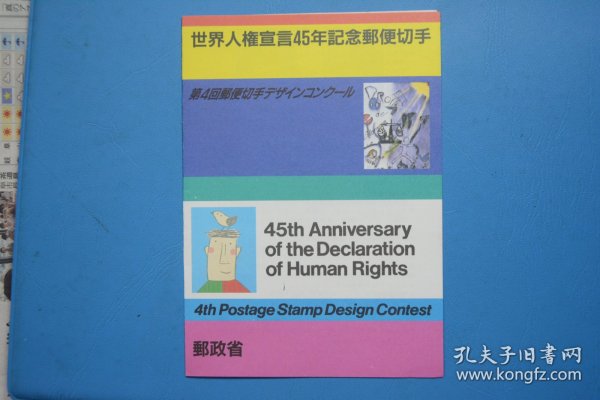 世界人権宣言45年記念郵便切手
第4回郵便切手デザインコンクール
45th Anniversary
of the Declaration
of Human Rights
4th Postage Stamp Design Contest
郵政省
孔夫子旧书网
www.kongfz.com